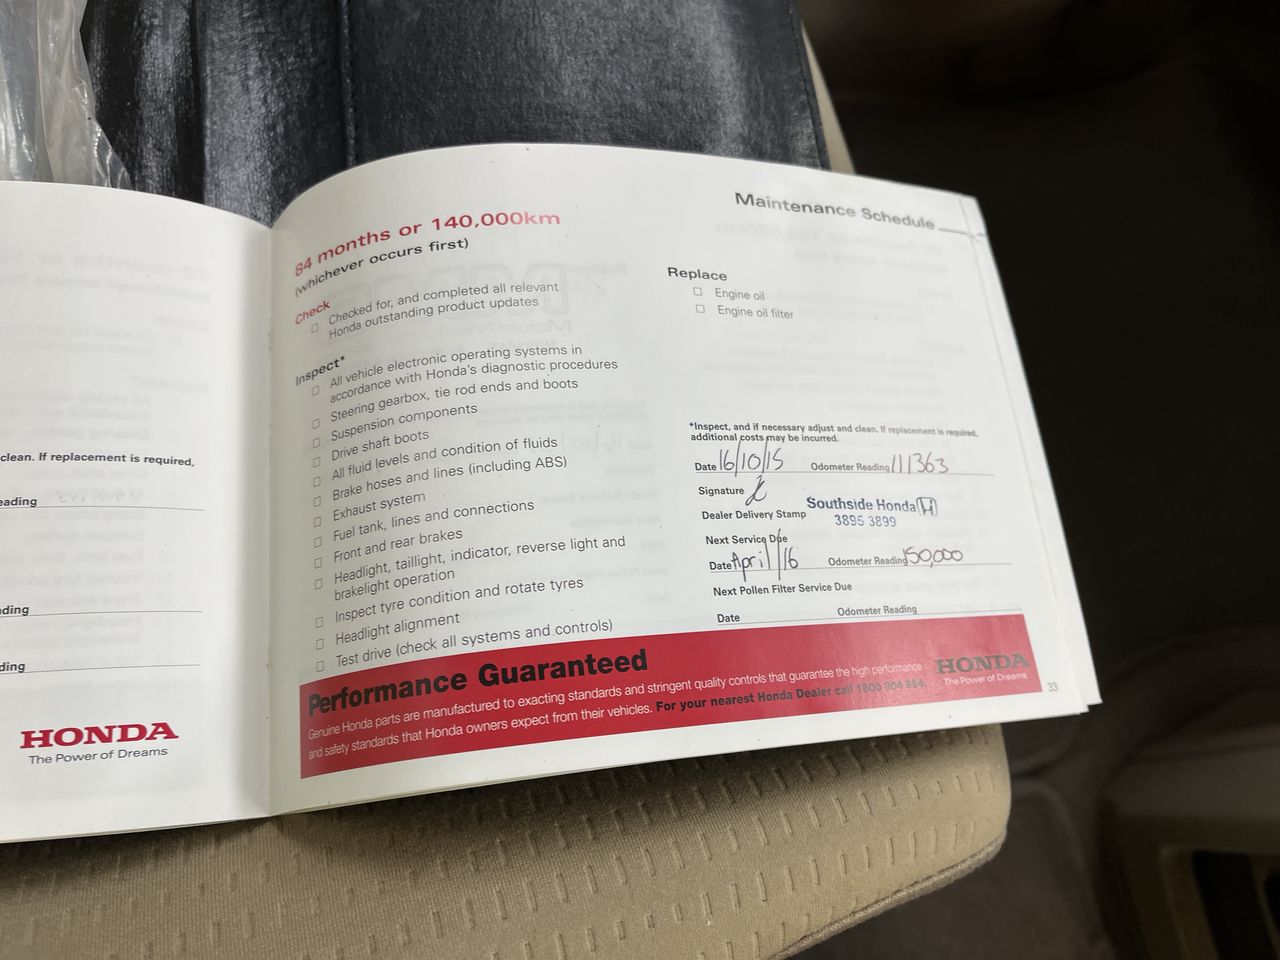 clean. If replacement is required,
eading
ding
ding
HONDA
The Power of Dreams
Maintenance Schedule
84 months or 140,000km
(whichever occurs first)
Check
Checked for, and completed all relevant
Honda outstanding product updates
Inspect*
All vehicle electronic operating systems in
accordance with Honda's diagnostic procedures
Steering gearbox, tie rod ends and boots
Suspension components
Drive shaft boots
All fluid levels and condition of fluids
Brake hoses and lines (including ABS)
Exhaust system
Fuel tank, lines and connections
Front and rear brakes
Headlight, taillight, indicator, reverse light and
brakelight operation
Inspect tyre condition and rotate tyres
Headlight alignment
Test drive (check all systems and controls)
Replace
Engine oil
Engine oil filter
*Inspect, and if necessary adjust and clean. If replacement is required,
additional costs may be incurred.
Date 16/10/15 Odometer Reading 111363
Signature
Dealer Delivery Stamp Southside Honda
3895 3899
Next Service Due
Date April/16 Odometer Reading 150,000
Next Pollen Filter Service Due
Date Odometer Reading
Performance Guaranteed
Genuine Honda parts are manufactured to exacting standards and stringent quality controls that guarantee the high performance
and safety standards that Honda owners expect from their vehicles. For your nearest Honda Dealer call 1800 804 954.
HONDA
The Power of Dreams
33